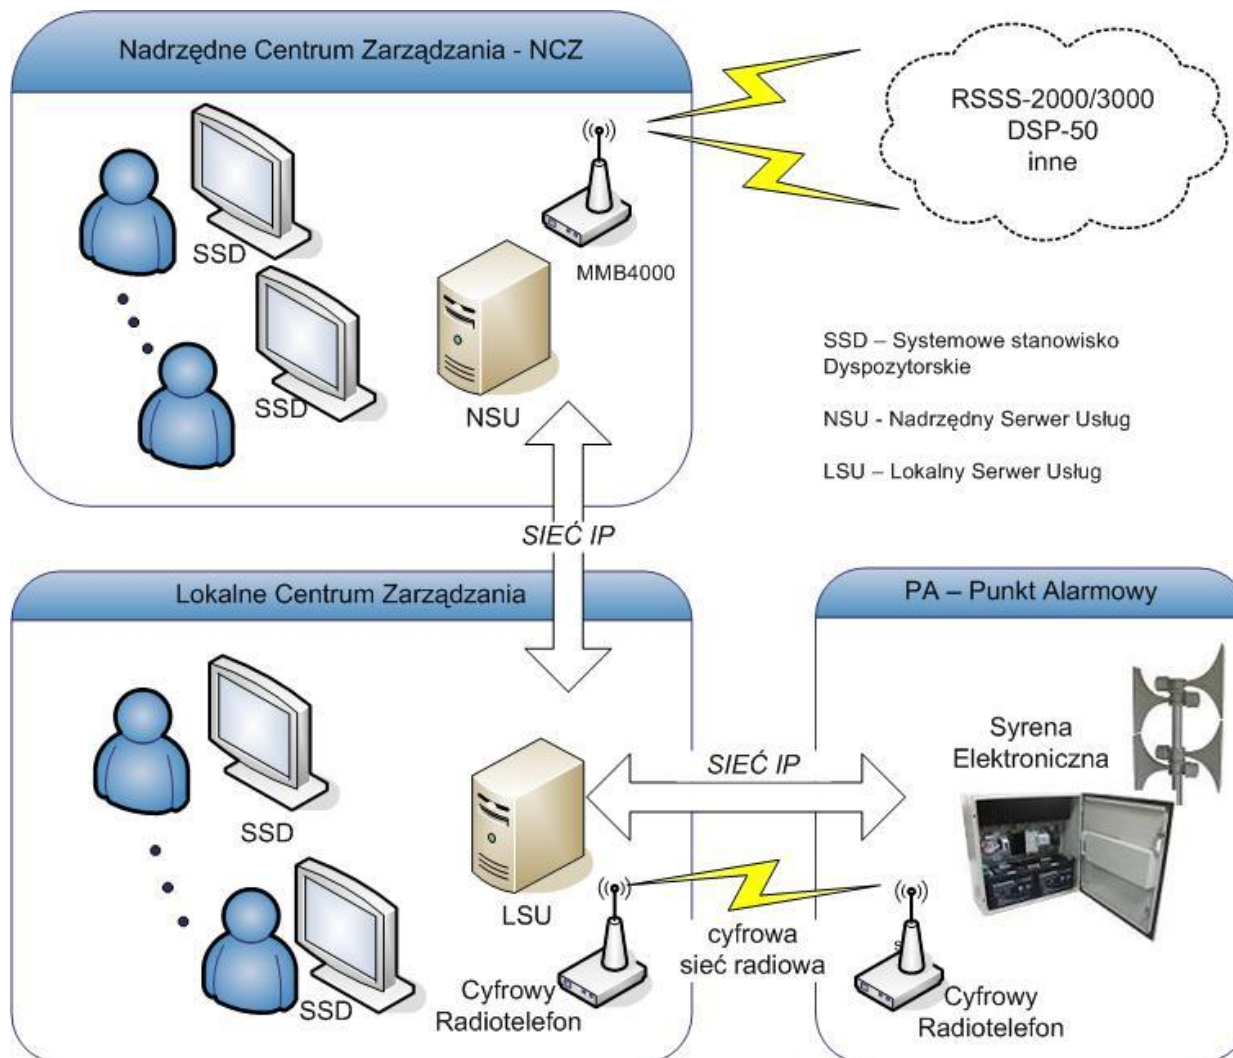 Nadrzędne Centrum Zarządzania - NCZ
RSSS-2000/3000
DSP-50
inne
SSD
MMB4000
SSD
NSU
SSD – Systemowe stanowisko
Dyspozytorskie
NSU - Nadrzędny Serwer Usług
LSU – Lokalny Serwer Usług
SIEĆ IP
Lokalne Centrum Zarządzania
PA – Punkt Alarmowy
Syrena
Elektroniczna
SIEĆ IP
SSD
LSU
cyfrowa
sieć radiowa
SSD
Cyfrowy
Radiotelefon
Cyfrowy
Radiotelefon